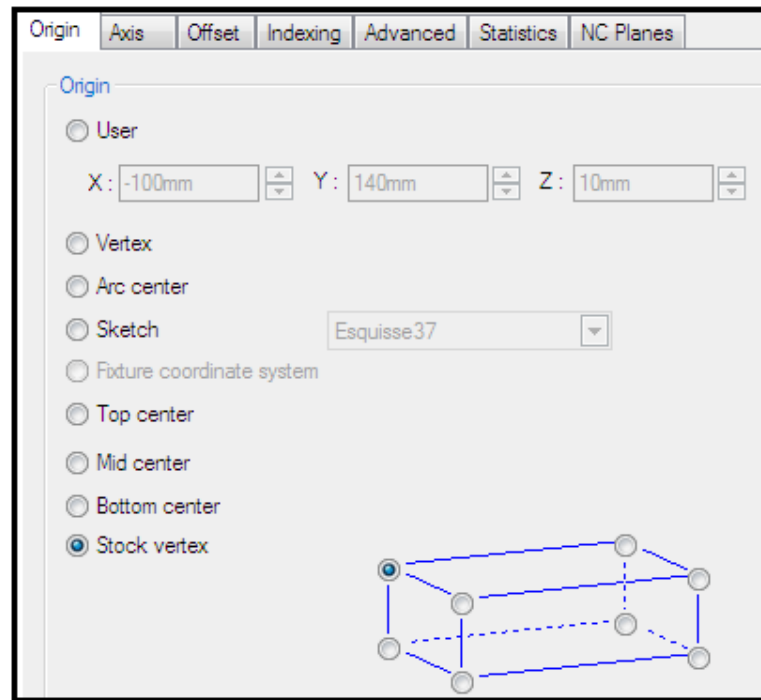 Origin Axis Offset Indexing Advanced Statistics NC Planes
Origin
User
X : -100mm Y : 140mm Z : 10mm
Vertex
Arc center
Sketch Esquisse37
Fixture coordinate system
Top center
Mid center
Bottom center
Stock vertex